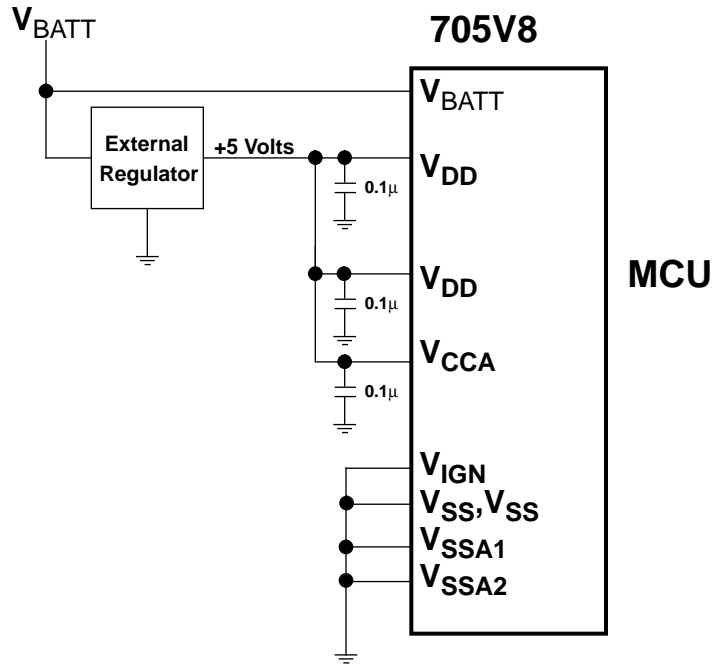 VBATT
705V8
VBATT
External
Regulator
+5 Volts
VDD
0.1μ
VDD
MCU
0.1μ
VCCA
0.1μ
VIGN
VSS,VSS
VSSA1
VSSA2